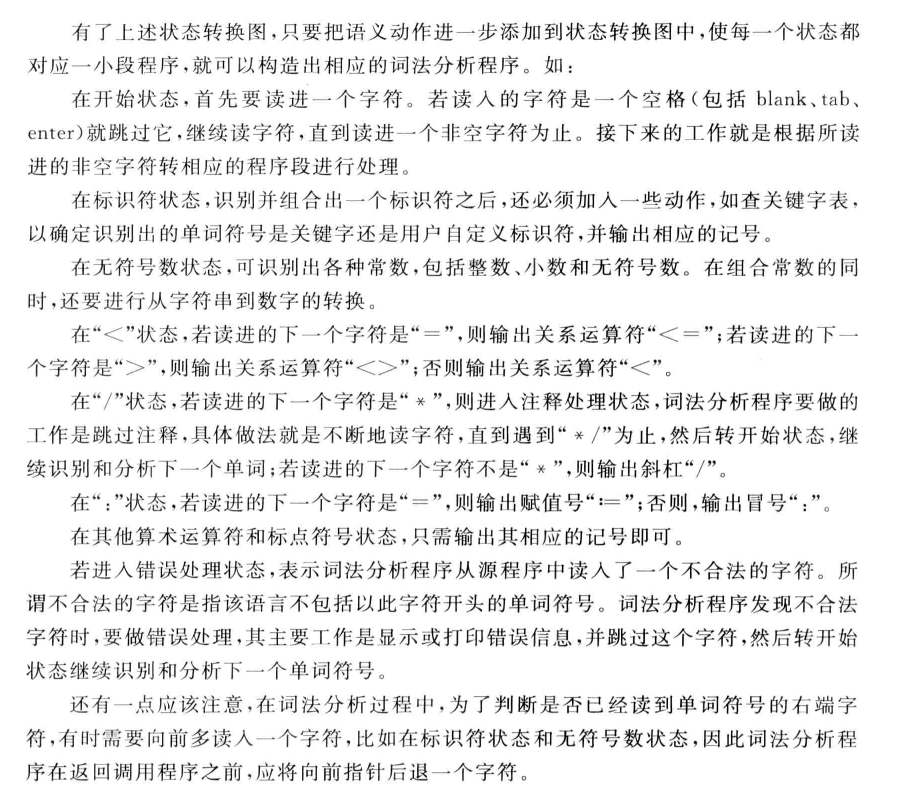 有了上述状态转换图,只要把语义动作进一步添加到状态转换图中,使每一个状态都
对应一小段程序,就可以构造出相应的词法分析程序。如:
在开始状态,首先要读进一个字符。若读入的字符是一个空格(包括 blank、tab、
enter)就跳过它,继续读字符,直到读进一个非空字符为止。接下来的工作就是根据所读
进的非空字符转相应的程序段进行处理。
在标识符状态,识别并组合出一个标识符之后,还必须加入一些动作,如查关键字表,
以确定识别出的单词符号是关键字还是用户自定义标识符,并输出相应的记号。
在无符号数状态,可识别出各种常数,包括整数、小数和无符号数。在组合常数的同
时,还要进行从字符串到数字的转换。
在“<”状态,若读进的下一个字符是“=”,则输出关系运算符“<=”;若读进的下一
个字符是“>”,则输出关系运算符“<>”;否则输出关系运算符“<”。
在“/”状态,若读进的下一个字符是“*”,则进入注释处理状态,词法分析程序要做的
工作是跳过注释,具体做法就是不断地读字符,直到遇到“*/”为止,然后转开始状态,继
续识别和分析下一个单词;若读进的下一个字符不是“*”,则输出斜杠“/”。
在“:”状态,若读进的下一个字符是“=”,则输出赋值号“:=”;否则,输出冒号“:”。
在其他算术运算符和标点符号状态,只需输出其相应的记号即可。
若进入错误处理状态,表示词法分析程序从源程序中读入了一个不合法的字符。所
谓不合法的字符是指该语言不包括以此字符开头的单词符号。词法分析程序发现不合法
字符时,要做错误处理,其主要工作是显示或打印错误信息,并跳过这个字符,然后转开始
状态继续识别和分析下一个单词符号。
还有一点应该注意,在词法分析过程中,为了判断是否已经读到单词符号的右端字
符,有时需要向前多读入一个字符,比如在标识符状态和无符号数状态,因此词法分析程
序在返回调用程序之前,应将向前指针后退一个字符。